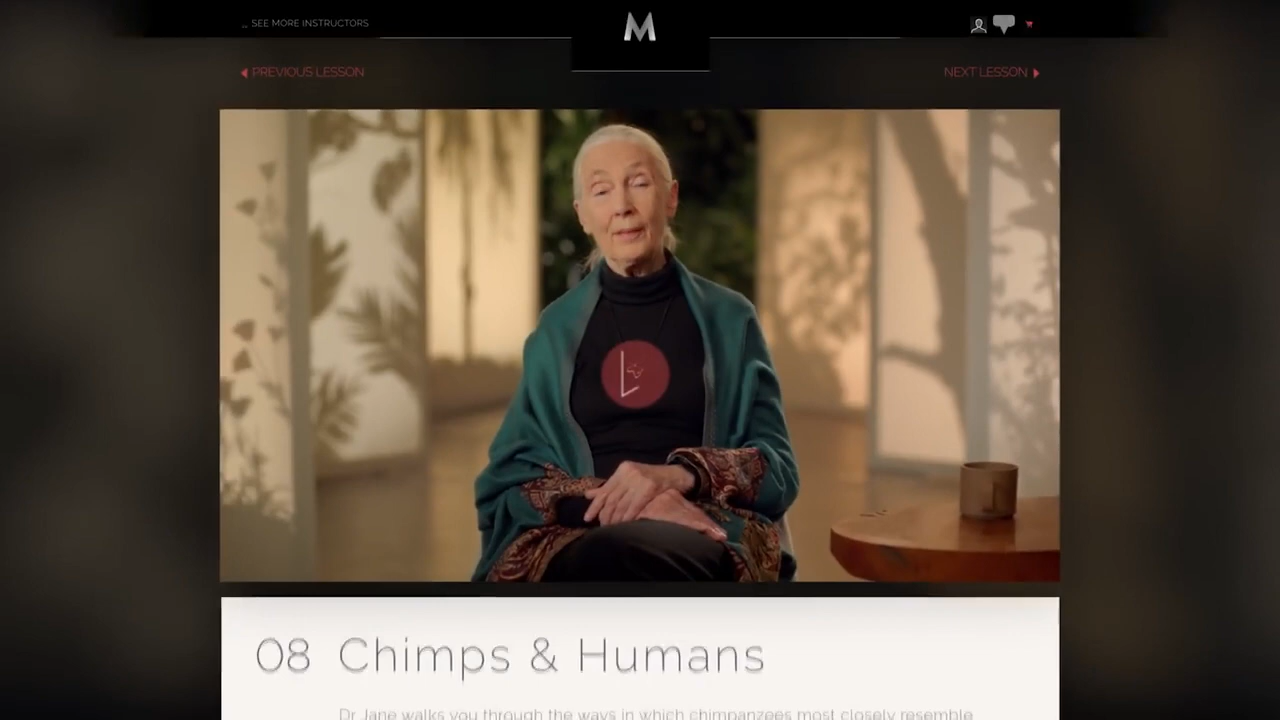 SEE MORE INSTRUCTORS
M
PREVIOUS LESSON
NEXT LESSON
08 Chimps & Humans
Dr Jane walks you through the ways in which chimpanzees most closely resemble